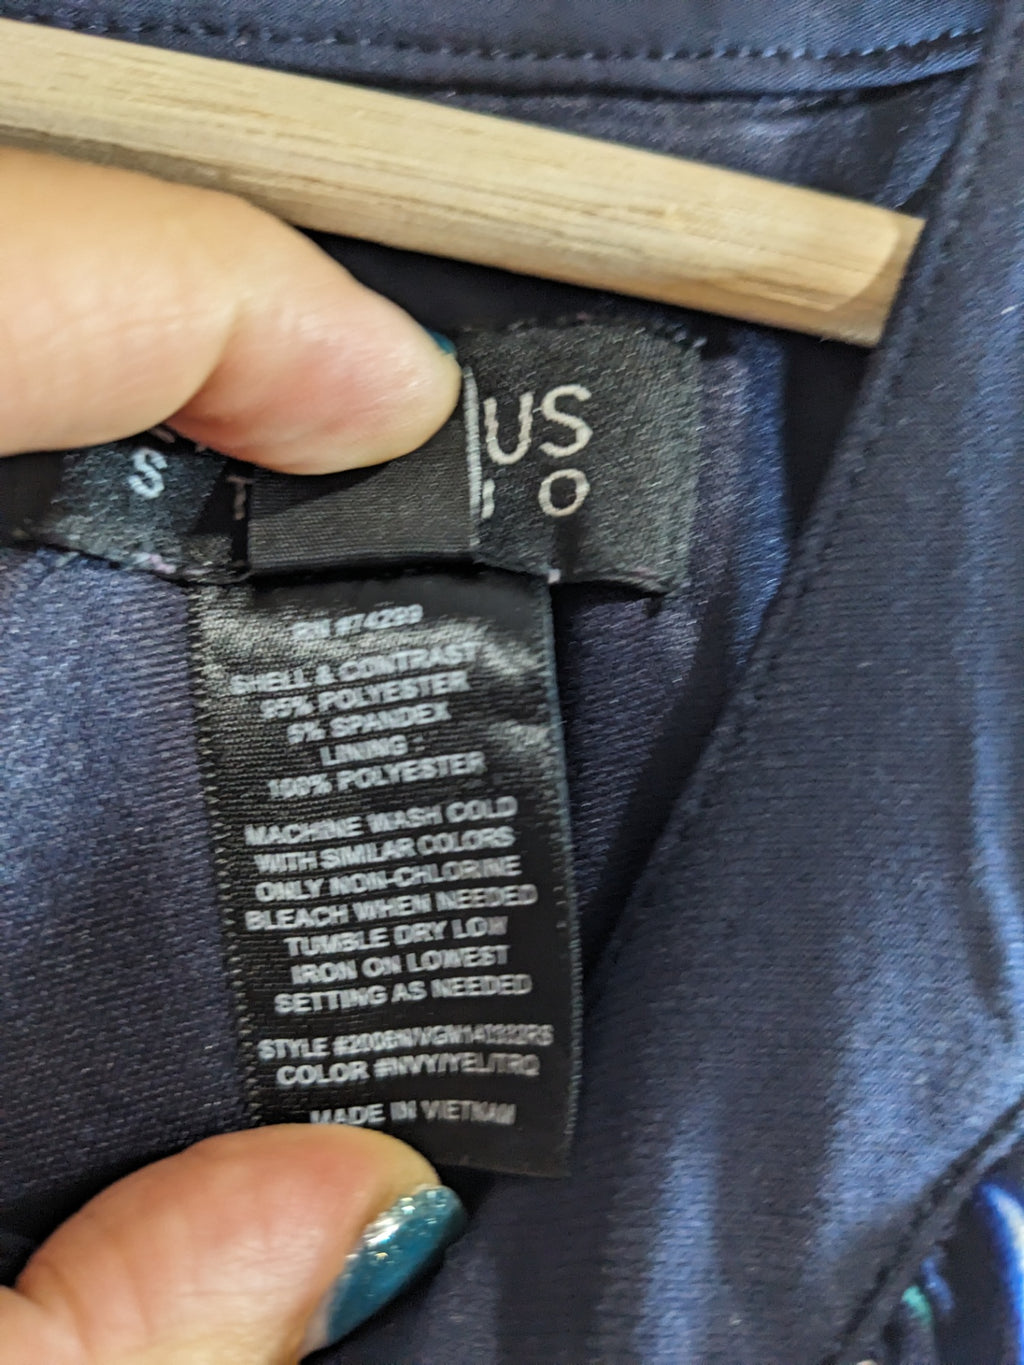 US
S
O
RN #74299
SHELL & CONTRAST
95% POLYESTER
5% SPANDEX
LINING :
100% POLYESTER
MACHINE WASH COLD
WITH SIMILAR COLORS
ONLY NON-CHLORINE
BLEACH WHEN NEEDED
TUMBLE DRY LOW
IRON ON LOWEST
SETTING AS NEEDED
STYLE
COLOR #NVY/YEL/TRQ
MADE IN VIETNAM